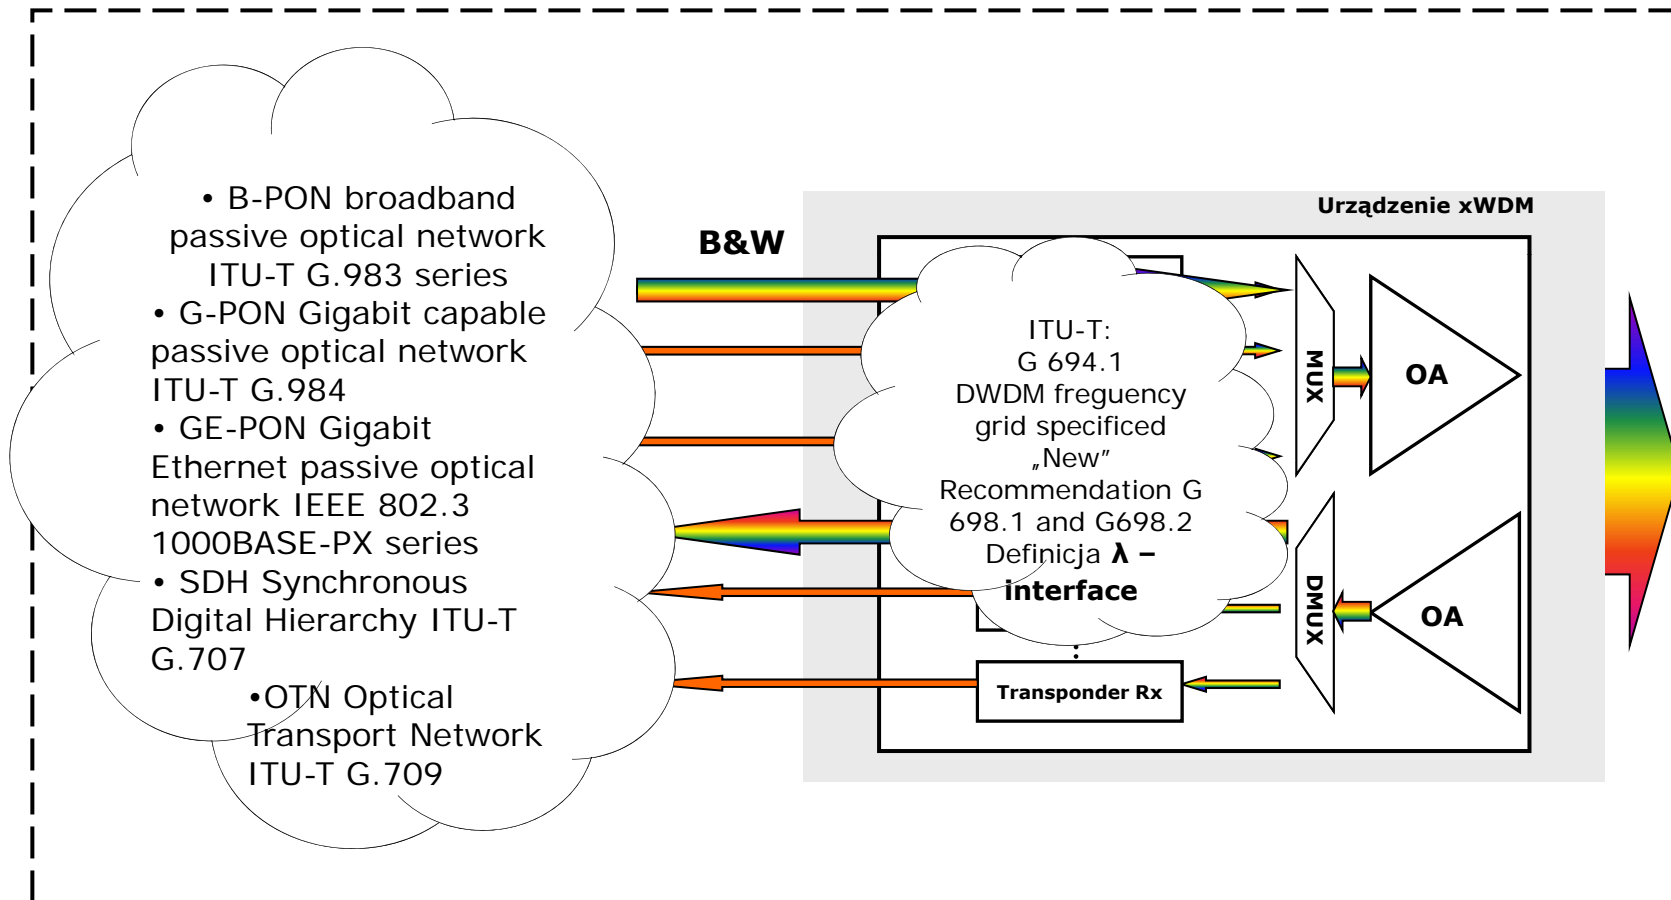 • B-PON broadband
passive optical network
ITU-T G.983 series
• G-PON Gigabit capable
passive optical network
ITU-T G.984
• GE-PON Gigabit
Ethernet passive optical
network IEEE 802.3
1000BASE-PX series
• SDH Synchronous
Digital Hierarchy ITU-T
G.707
•OTN Optical
Transport Network
ITU-T G.709
B&W
Urządzenie xWDM
ITU-T:
G 694.1
DWDM freguency
grid specificed
„New”
Recommendation G
698.1 and G698.2
Definicja λ –
interface
MUX
OA
DMUX
OA
Transponder Rx